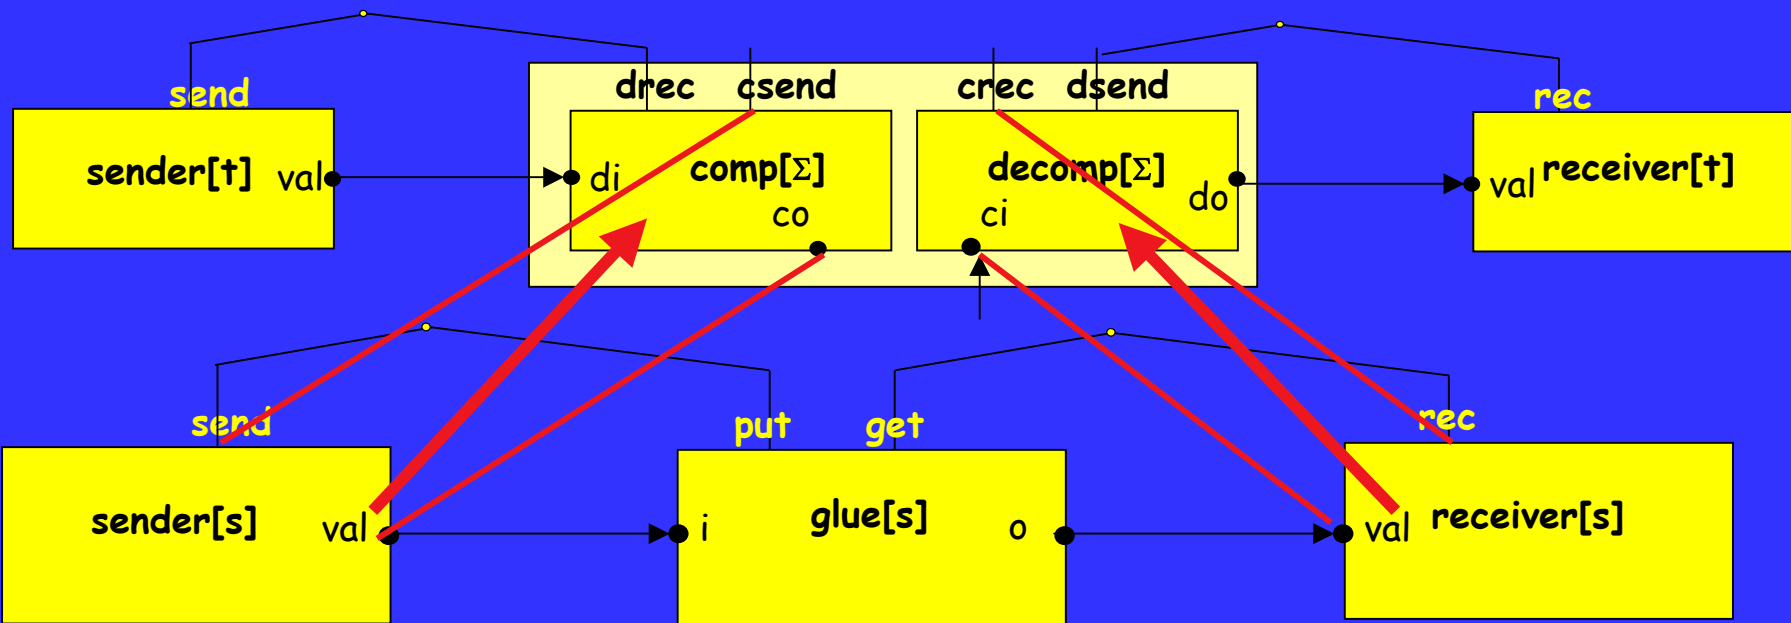 drec csend crec dsend
send rec
sender[t] val di comp[Σ] decomp[Σ] do val receiver[t]
co ci
send put get rec
sender[s] val i glue[s] o val receiver[s]